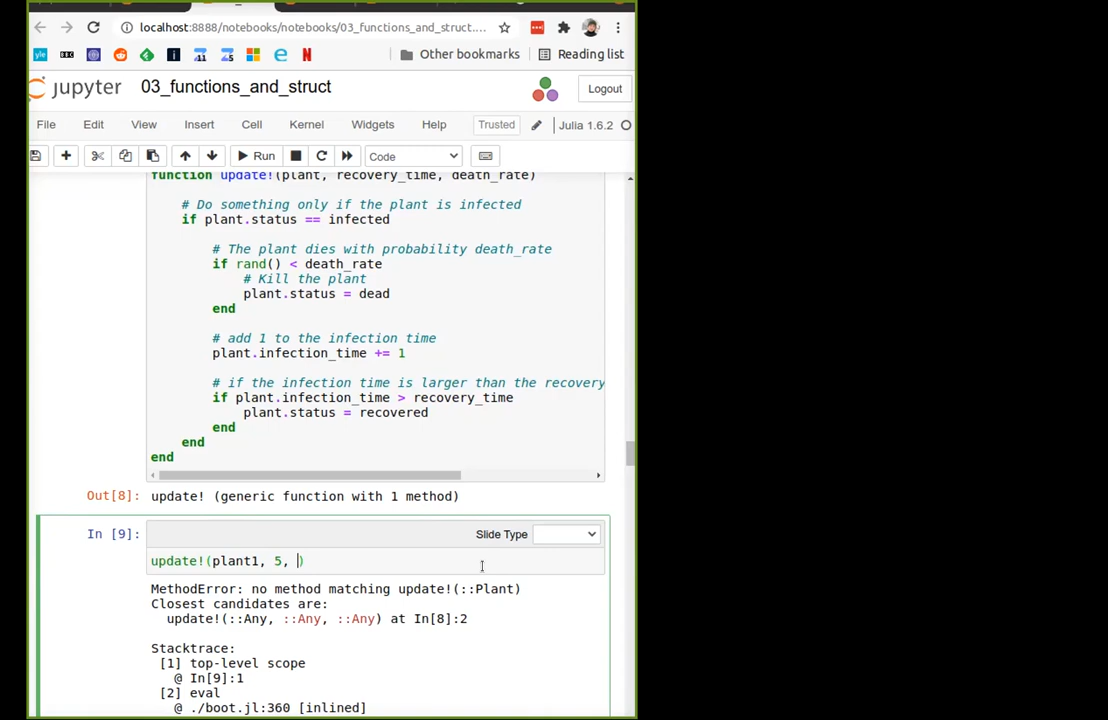 localhost:8888/notebooks/notebooks/03_functions_and_struct....
yle
BBC
11
5
N
Other bookmarks
Reading list
jupyter
03_functions_and_struct
Logout
File Edit View Insert Cell Kernel Widgets Help Trusted Julia 1.6.2
Run
Code
function update!(plant, recovery_time, death_rate)
# Do something only if the plant is infected
if plant.status == infected
# The plant dies with probability death_rate
if rand() < death_rate
# Kill the plant
plant.status = dead
end
# add 1 to the infection time
plant.infection_time += 1
# if the infection time is larger than the recovery
if plant.infection_time > recovery_time
plant.status = recovered
end
end
end
Out[8]: update! (generic function with 1 method)
In [9]:
Slide Type
update!(plant1, 5, )
MethodError: no method matching update!(::Plant)
Closest candidates are:
update!(::Any, ::Any, ::Any) at In[8]:2
Stacktrace:
[1] top-level scope
@ In[9]:1
[2] eval
@ ./boot.jl:360 [inlined]